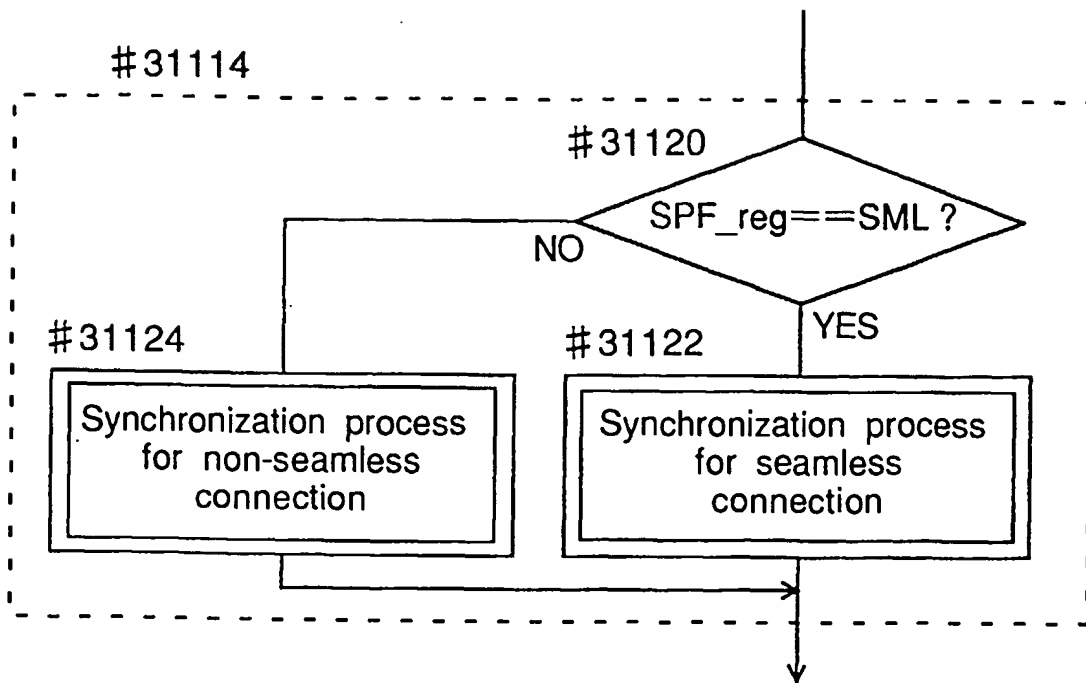 #31114
#31120
SPF_reg==SML ?
NO
YES
#31124
#31122
Synchronization process
for non-seamless
connection
Synchronization process
for seamless
connection